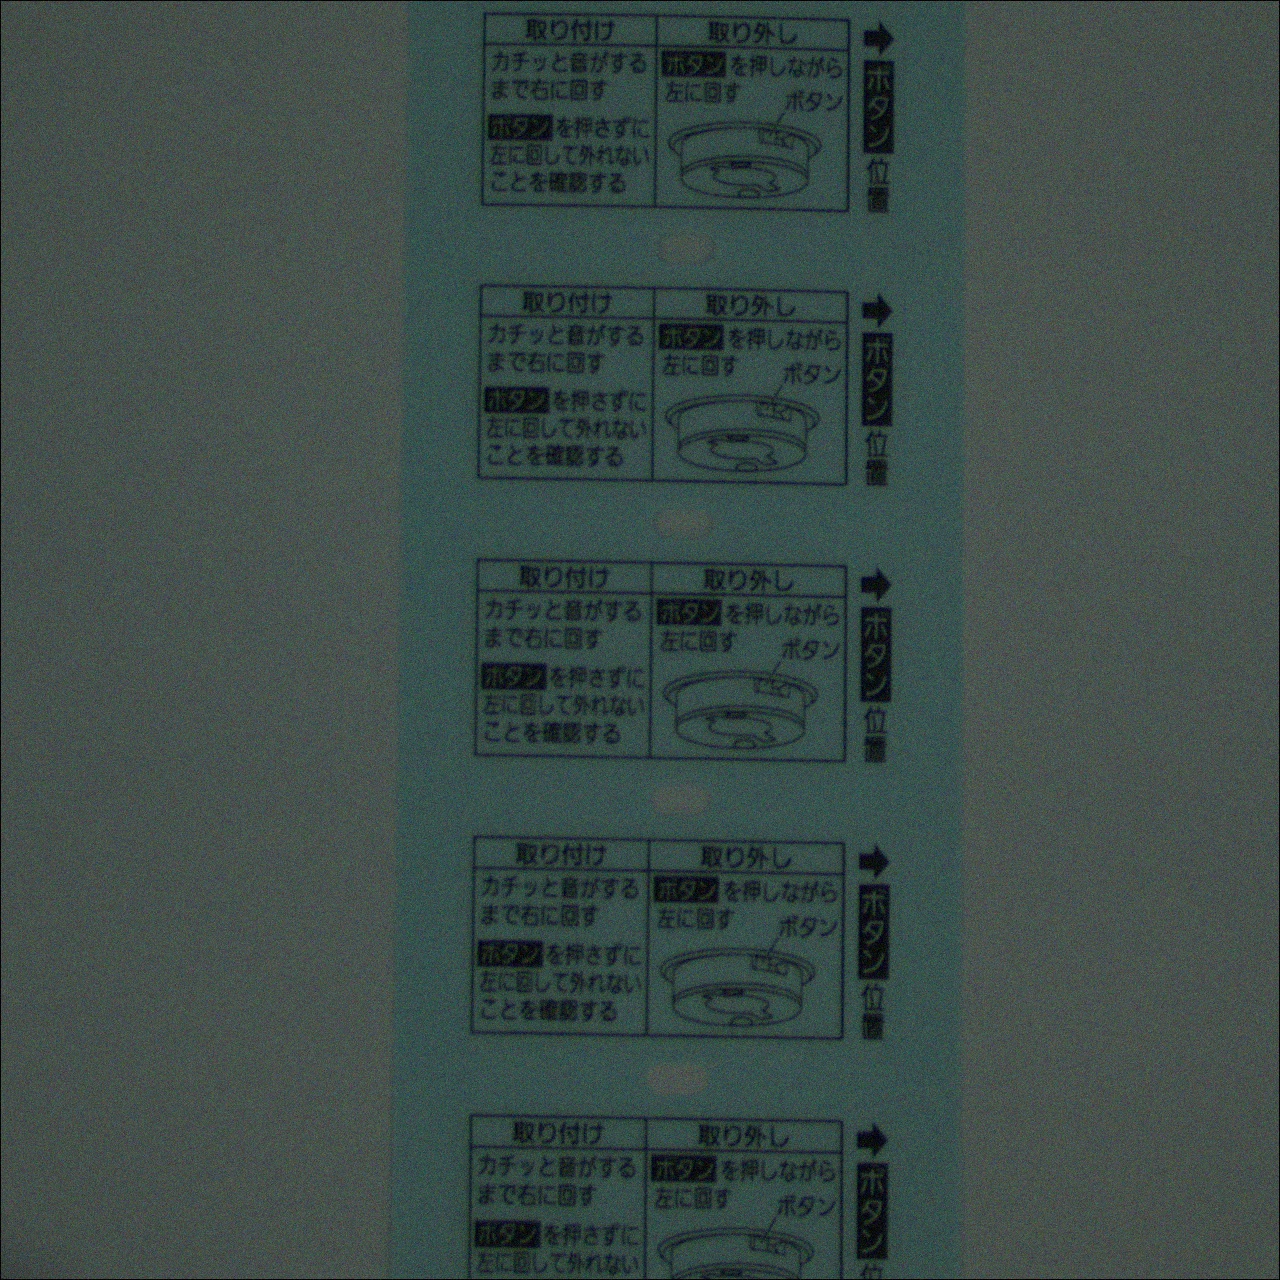 取り付け
取り外し
カチッと音がする
まで右に回す
ボタンを押さずに
左に回して外れない
ことを確認する
ボタンを押しながら
左に回す
ボタン
➡ボタン位置
取り付け
取り外し
カチッと音がする
まで右に回す
ボタンを押さずに
左に回して外れない
ことを確認する
ボタンを押しながら
左に回す
ボタン
➡ボタン位置
取り付け
取り外し
カチッと音がする
まで右に回す
ボタンを押さずに
左に回して外れない
ことを確認する
ボタンを押しながら
左に回す
ボタン
➡ボタン位置
取り付け
取り外し
カチッと音がする
まで右に回す
ボタンを押さずに
左に回して外れない
ことを確認する
ボタンを押しながら
左に回す
ボタン
➡ボタン位置
取り付け
取り外し
カチッと音がする
まで右に回す
ボタンを押さずに
左に回して外れない
ボタンを押しながら
左に回す
ボタン
➡ボタン位